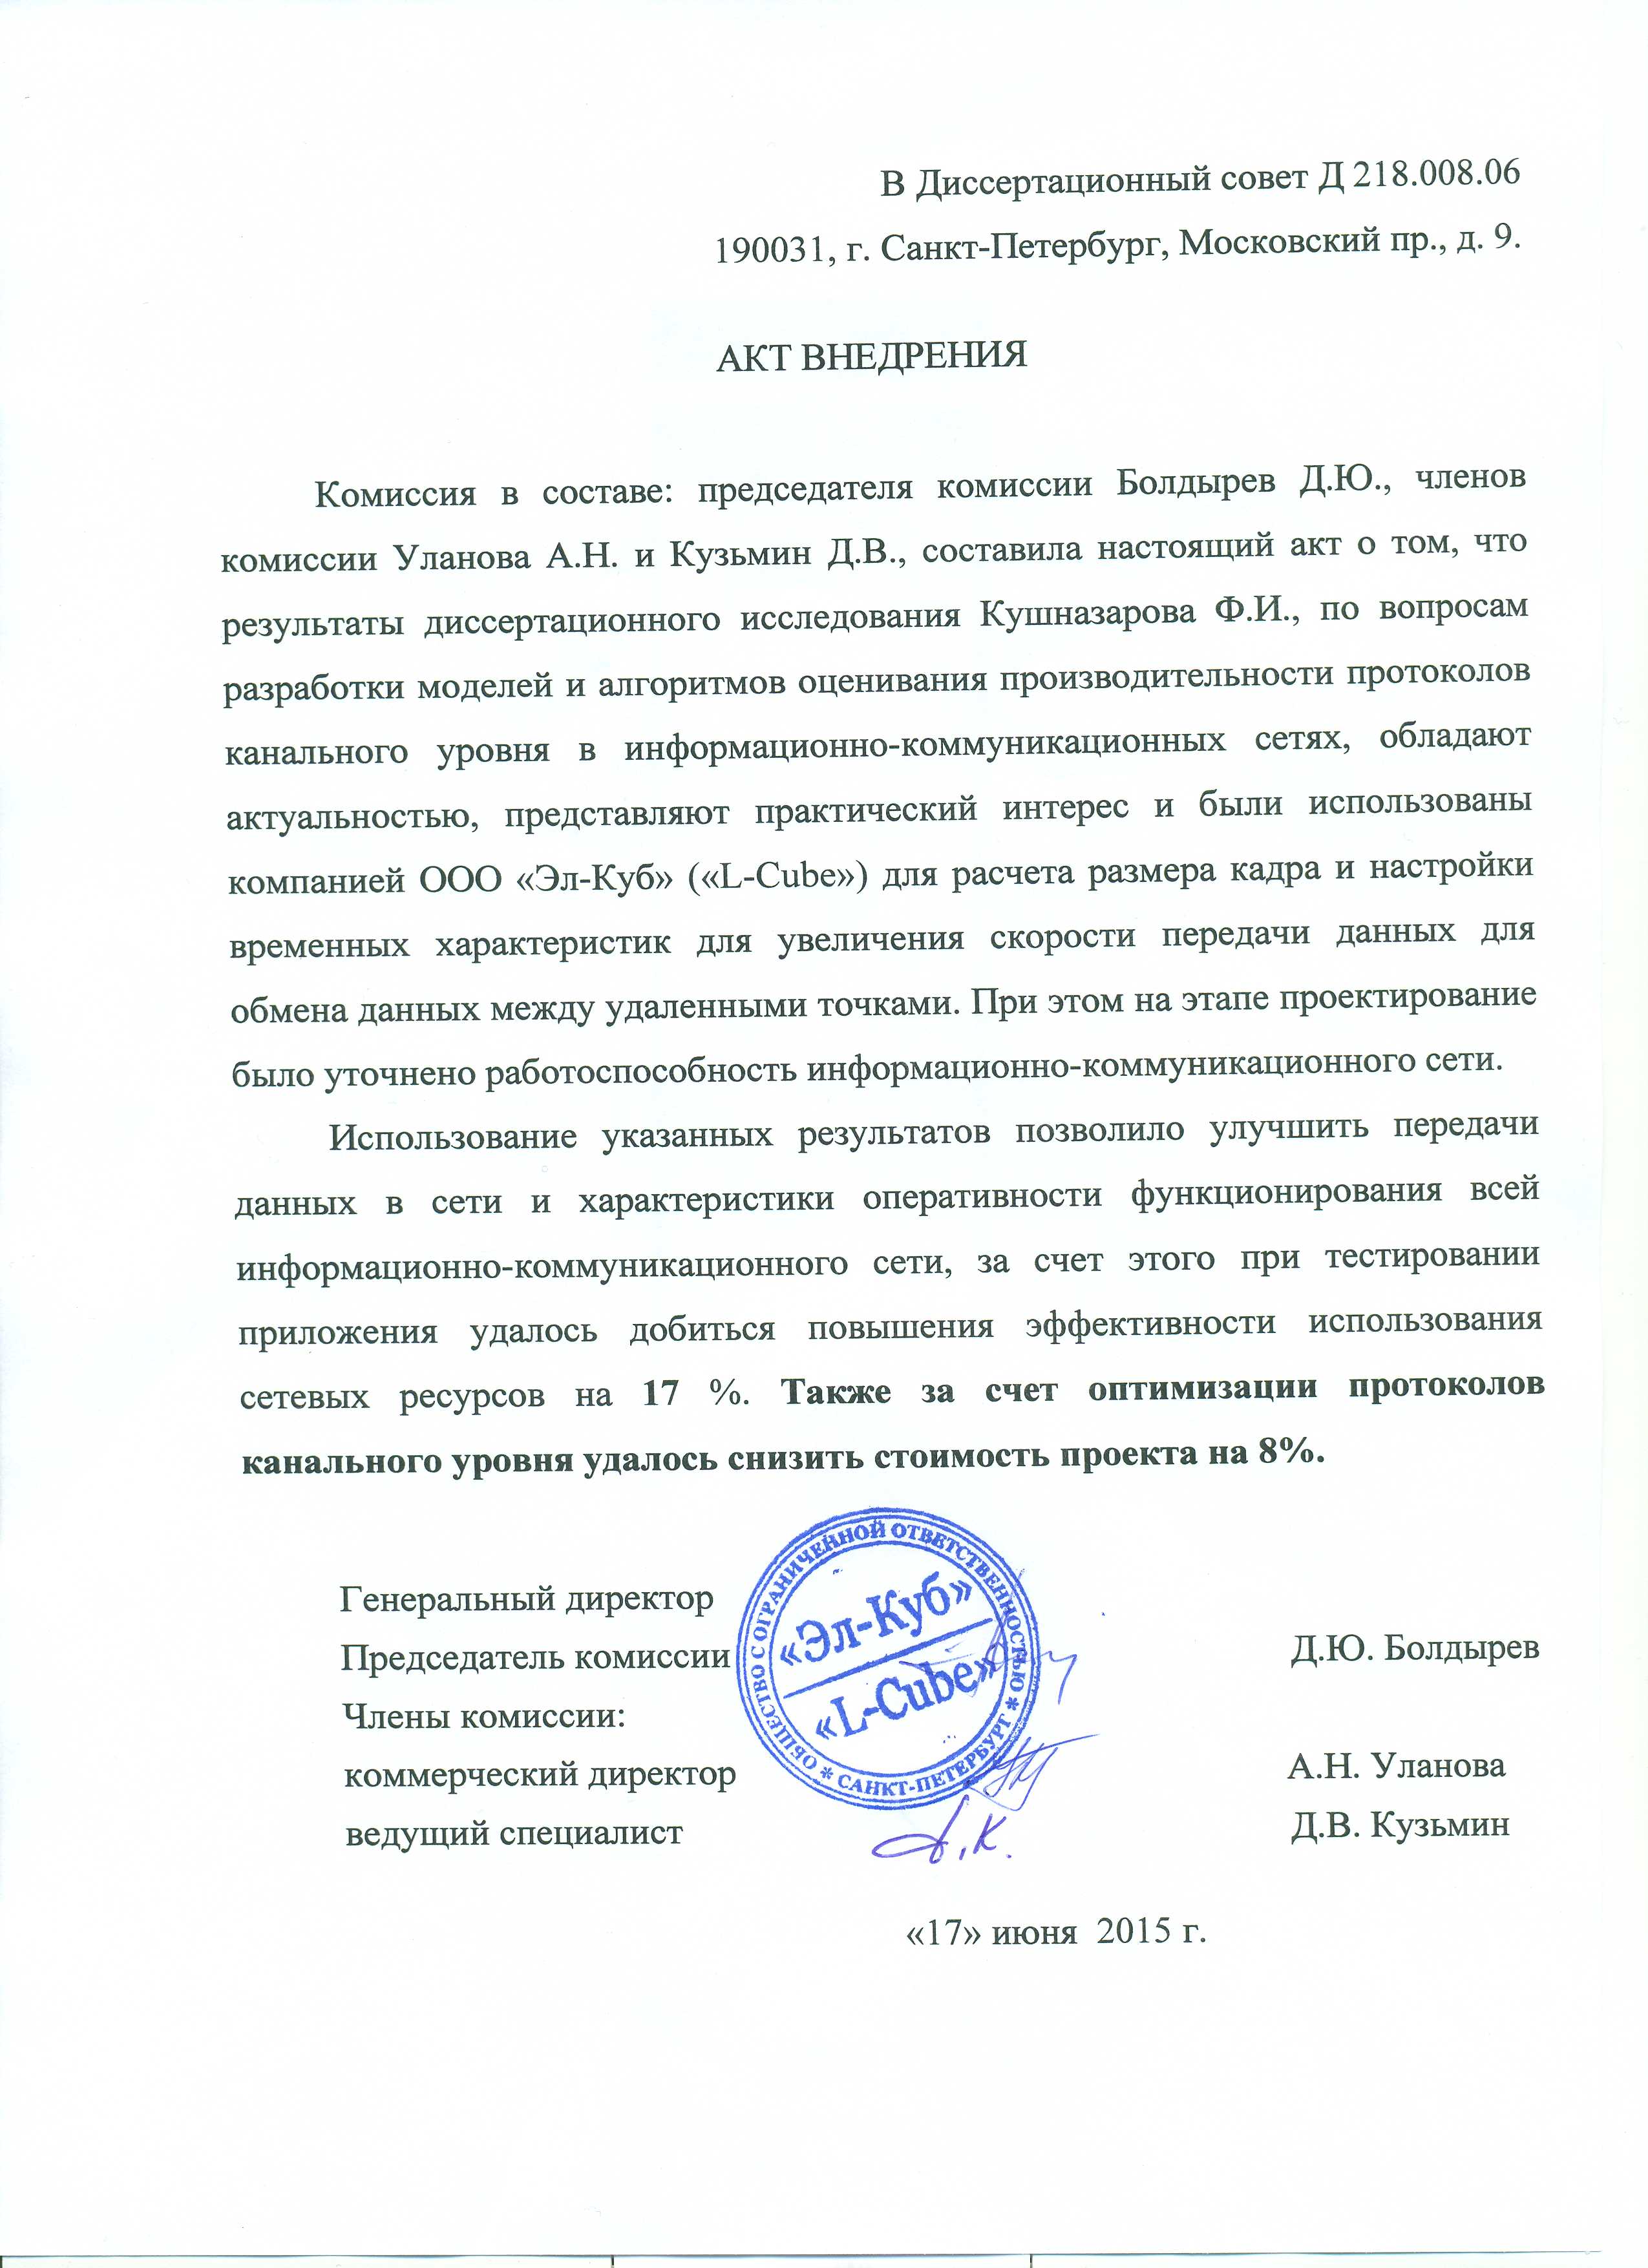 В Диссертационный совет Д 218.008.06
190031, г. Санкт-Петербург, Московский пр., д. 9.
АКТ ВНЕДРЕНИЯ
Комиссия в составе: председателя комиссии Болдырев Д.Ю., членов
комиссии Уланова А.Н. и Кузьмин Д.В., составила настоящий акт о том, что
результаты диссертационного исследования Кушназарова Ф.И., по вопросам
разработки моделей и алгоритмов оценивания производительности протоколов
канального уровня в информационно-коммуникационных сетях, обладают
актуальностью, представляют практический интерес и были использованы
компанией ООО «Эл-Куб» («L-Cube») для расчета размера кадра и настройки
временных характеристик для увеличения скорости передачи данных для
обмена данных между удаленными точками. При этом на этапе проектирование
было уточнено работоспособность информационно-коммуникационного сети.
Использование указанных результатов позволило улучшить передачи
данных в сети и характеристики оперативности функционирования всей
информационно-коммуникационного сети, за счет этого при тестировании
приложения удалось добиться повышения эффективности использования
сетевых ресурсов на 17 %. Также за счет оптимизации протоколов
канального уровня удалось снизить стоимость проекта на 8%.
Генеральный директор
Председатель комиссии Д.Ю. Болдырев
Члены комиссии:
коммерческий директор А.Н. Уланова
ведущий специалист Д.В. Кузьмин
ОБЩЕСТВО С ОГРАНИЧЕННОЙ ОТВЕТСТВЕННОСТЬЮ * САНКТ-ПЕТЕРБУРГ *
«Эл-Куб»
«L-Cube»
«17» июня 2015 г.